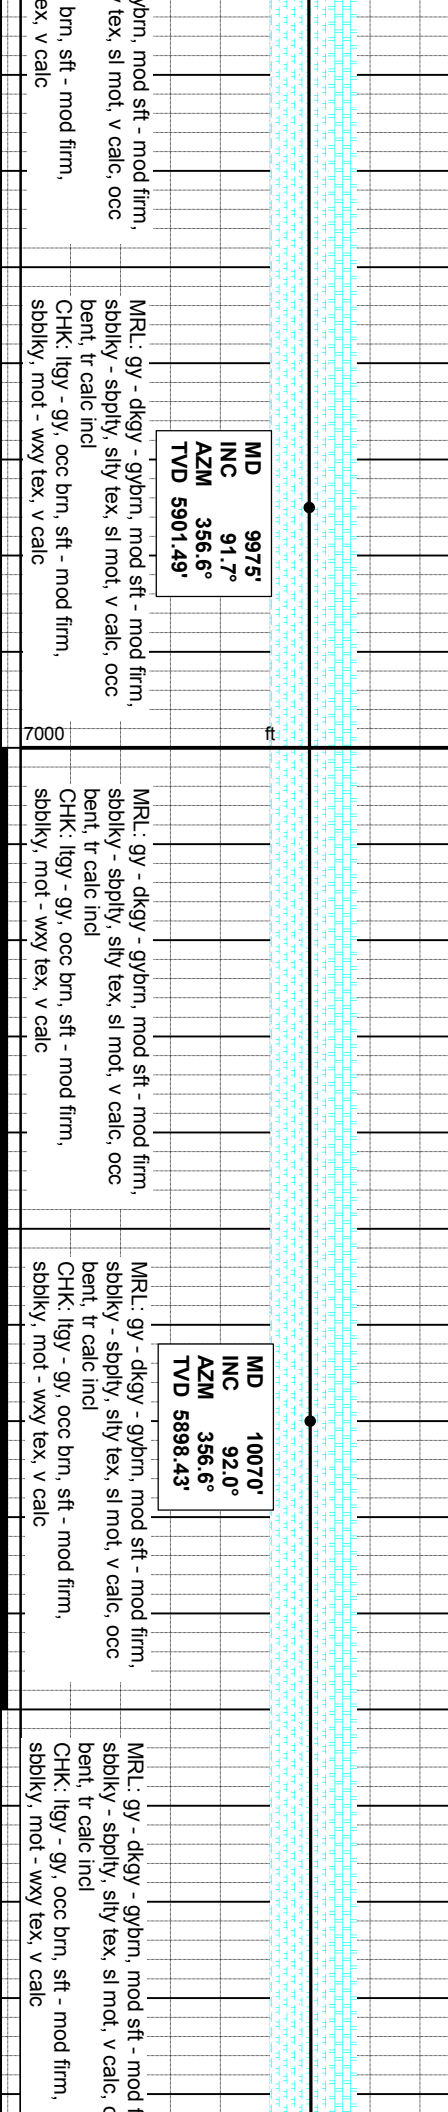 ybrn, mod sft - mod firm,
tex, sl mot, v calc, occ
brn, sft - mod firm,
ex, v calc
MRL: gy - dkgy - gybrn, mod sft - mod firm,
sbblky - sbplty, slty tex, sl mot, v calc, occ
bent, tr calc incl
CHK: ltgy - gy, occ brn, sft - mod firm,
sbblky, mot - wxy tex, v calc
MD 9975'
INC 91.7°
AZM 356.6°
TVD 5901.49'
7000 ft
MRL: gy - dkgy - gybrn, mod sft - mod firm,
sbblky - sbplty, slty tex, sl mot, v calc, occ
bent, tr calc incl
CHK: ltgy - gy, occ brn, sft - mod firm,
sbblky, mot - wxy tex, v calc
MRL: gy - dkgy - gybrn, mod sft - mod firm,
sbblky - sbplty, slty tex, sl mot, v calc, occ
bent, tr calc incl
CHK: ltgy - gy, occ brn, sft - mod firm,
sbblky, mot - wxy tex, v calc
MD 10070'
INC 92.0°
AZM 356.6°
TVD 5898.43'
MRL: gy - dkgy - gybrn, mod sft - mod f
sbblky - sbplty, slty tex, sl mot, v calc, o
bent, tr calc incl
CHK: ltgy - gy, occ brn, sft - mod firm,
sbblky, mot - wxy tex, v calc